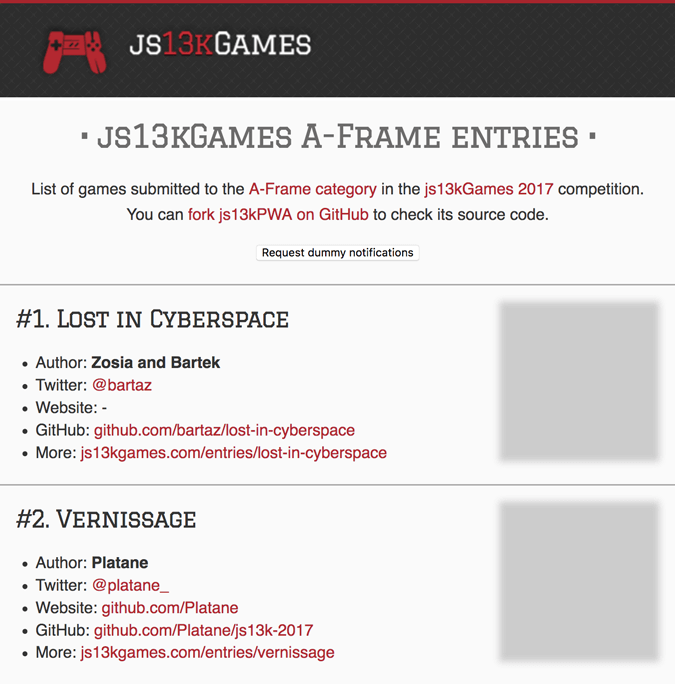 js13kGames
· js13kGames A-Frame entries ·
List of games submitted to the A-Frame category in the js13kGames 2017 competition.
You can fork js13kPWA on GitHub to check its source code.
Request dummy notifications
#1. Lost in Cyberspace
• Author: Zosia and Bartek
• Twitter: @bartaz
• Website: -
• GitHub: github.com/bartaz/lost-in-cyberspace
• More: js13kgames.com/entries/lost-in-cyberspace
#2. Vernissage
• Author: Platane
• Twitter: @platane_
• Website: github.com/Platane
• GitHub: github.com/Platane/js13k-2017
• More: js13kgames.com/entries/vernissage